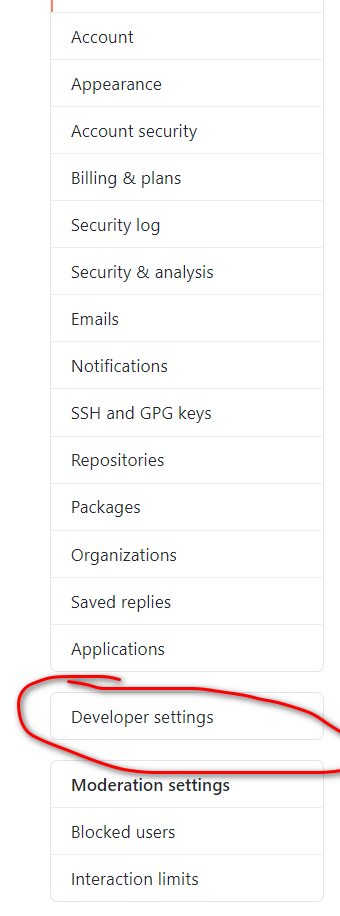 Account
Appearance
Account security
Billing & plans
Security log
Security & analysis
Emails
Notifications
SSH and GPG keys
Repositories
Packages
Organizations
Saved replies
Applications
Developer settings
Moderation settings
Blocked users
Interaction limits